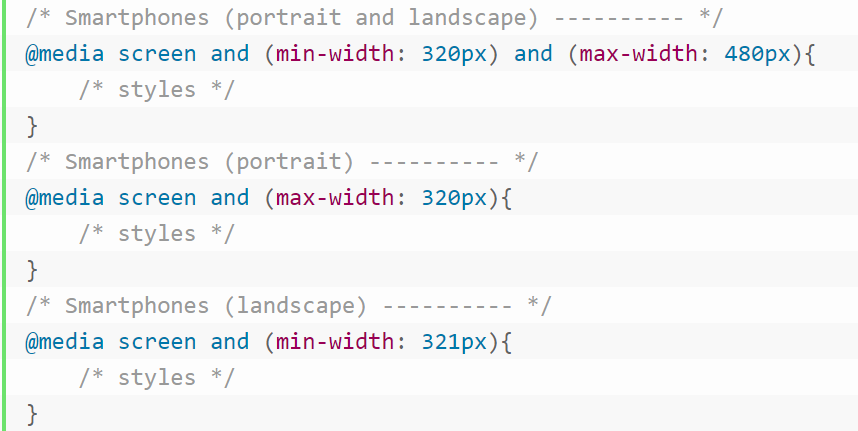 /* Smartphones (portrait and landscape) ---------- */
@media screen and (min-width: 320px) and (max-width: 480px){
    /* styles */
}
/* Smartphones (portrait) ---------- */
@media screen and (max-width: 320px){
    /* styles */
}
/* Smartphones (landscape) ---------- */
@media screen and (min-width: 321px){
    /* styles */
}